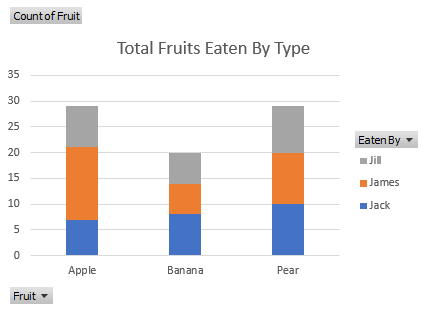 Count of Fruit
Total Fruits Eaten By Type
35
30
25
20
15
10
5
0
Apple Banana Pear
Eaten By
Jill
James
Jack
Fruit